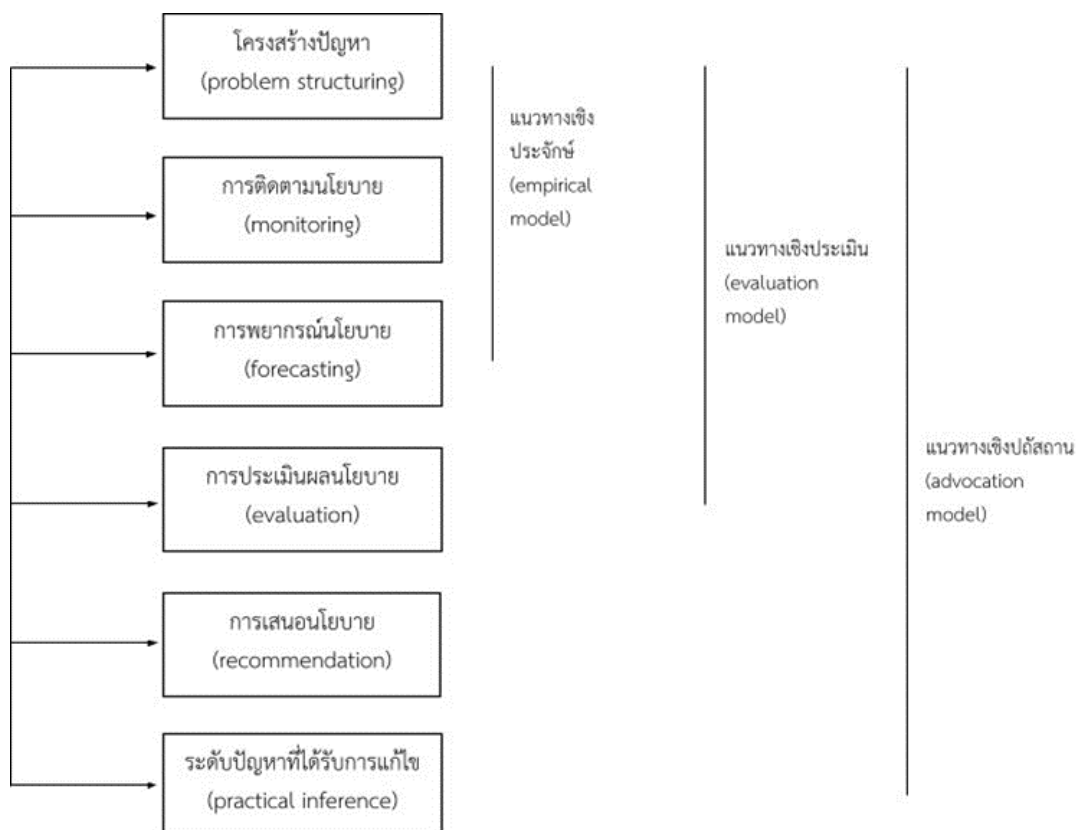 โครงสร้างปัญหา
(problem structuring)
การติดตามนโยบาย
(monitoring)
การพยากรณ์นโยบาย
(forecasting)
การประเมินผลนโยบาย
(evaluation)
การเสนอนโยบาย
(recommendation)
ระดับปัญหาที่ได้รับการแก้ไข
(practical inference)
แนวทางเชิง
ประจักษ์
(empirical
model)
แนวทางเชิงประเมิน
(evaluation
model)
แนวทางเชิงปถัสถาน
(advocation
model)